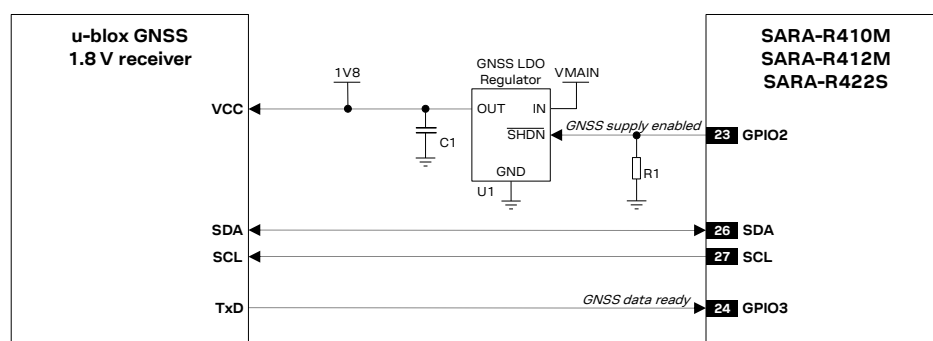 u-blox GNSS
1.8 V receiver
SARA-R410M
SARA-R412M
SARA-R422S
GNSS LDO
Regulator
1V8
VMAIN
VCC
OUT
IN
C1
SHDN
GNSS supply enabled
23 GPIO2
GND
R1
U1
SDA
26 SDA
SCL
27 SCL
TxD
GNSS data ready
24 GPIO3